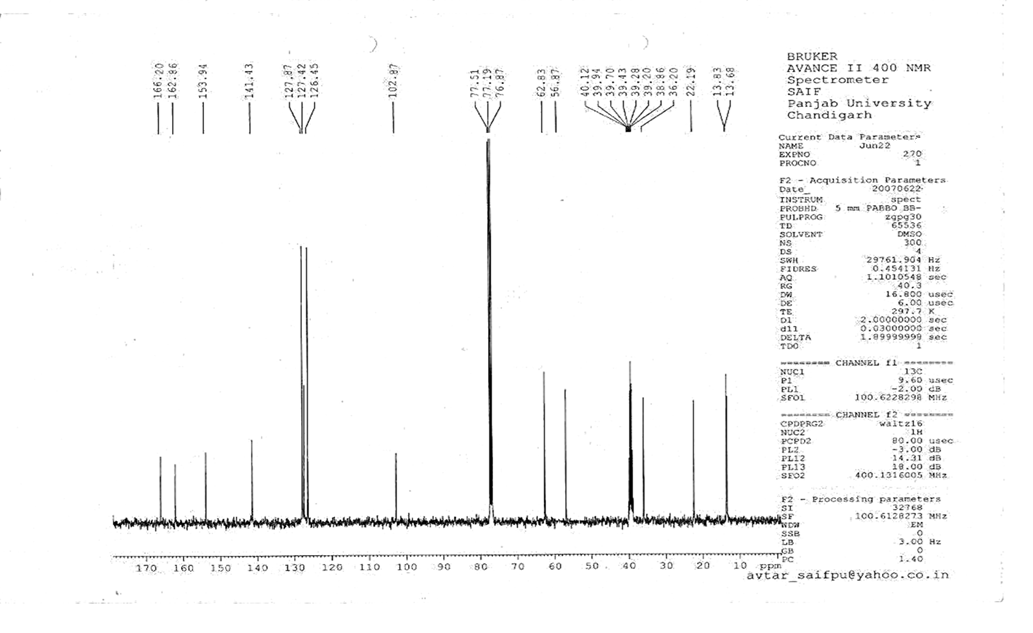 166.20
162.86
153.94
141.43
127.87
127.42
126.45
102.87
77.51
77.19
76.87
62.83
56.87
40.12
39.94
39.70
39.43
39.28
39.20
38.86
36.20
22.19
13.83
13.68
BRUKER
AVANCE II 400 NMR
Spectrometer
SAIF
Panjab University
Chandigarh
Current Data Parameters
NAME Jun22
EXPNO 270
PROCNO 1
F2 - Acquisition Parameters
Date_ 20070622
INSTRUM spect
PROBHD 5 mm PABBO BB-
PULPROG zgpg30
TD 65536
SOLVENT DMSO
NS 300
DS 4
SWH 29761.904 Hz
FIDRES 0.454131 Hz
AQ 1.1010548 sec
RG 40.3
DW 16.800 usec
DE 6.00 usec
TE 297.7 K
D1 2.00000000 sec
d11 0.03000000 sec
DELTA 1.89999998 sec
TD0 1
======== CHANNEL f1 ========
NUC1 13C
P1 9.60 usec
PL1 -2.00 dB
SFO1 100.6228298 MHz
======== CHANNEL f2 ========
CPDPRG2 waltz16
NUC2 1H
PCPD2 80.00 usec
PL2 -3.00 dB
PL12 14.31 dB
PL13 18.00 dB
SFO2 400.1316005 MHz
F2 - Processing parameters
SI 32768
SF 100.6128273 MHz
WDW EM
SSB 0
LB 3.00 Hz
GB 0
PC 1.40
170 160 150 140 130 120 110 100 90 80 70 60 50 40 30 20 10 ppm
avtar_saifpu@yahoo.co.in